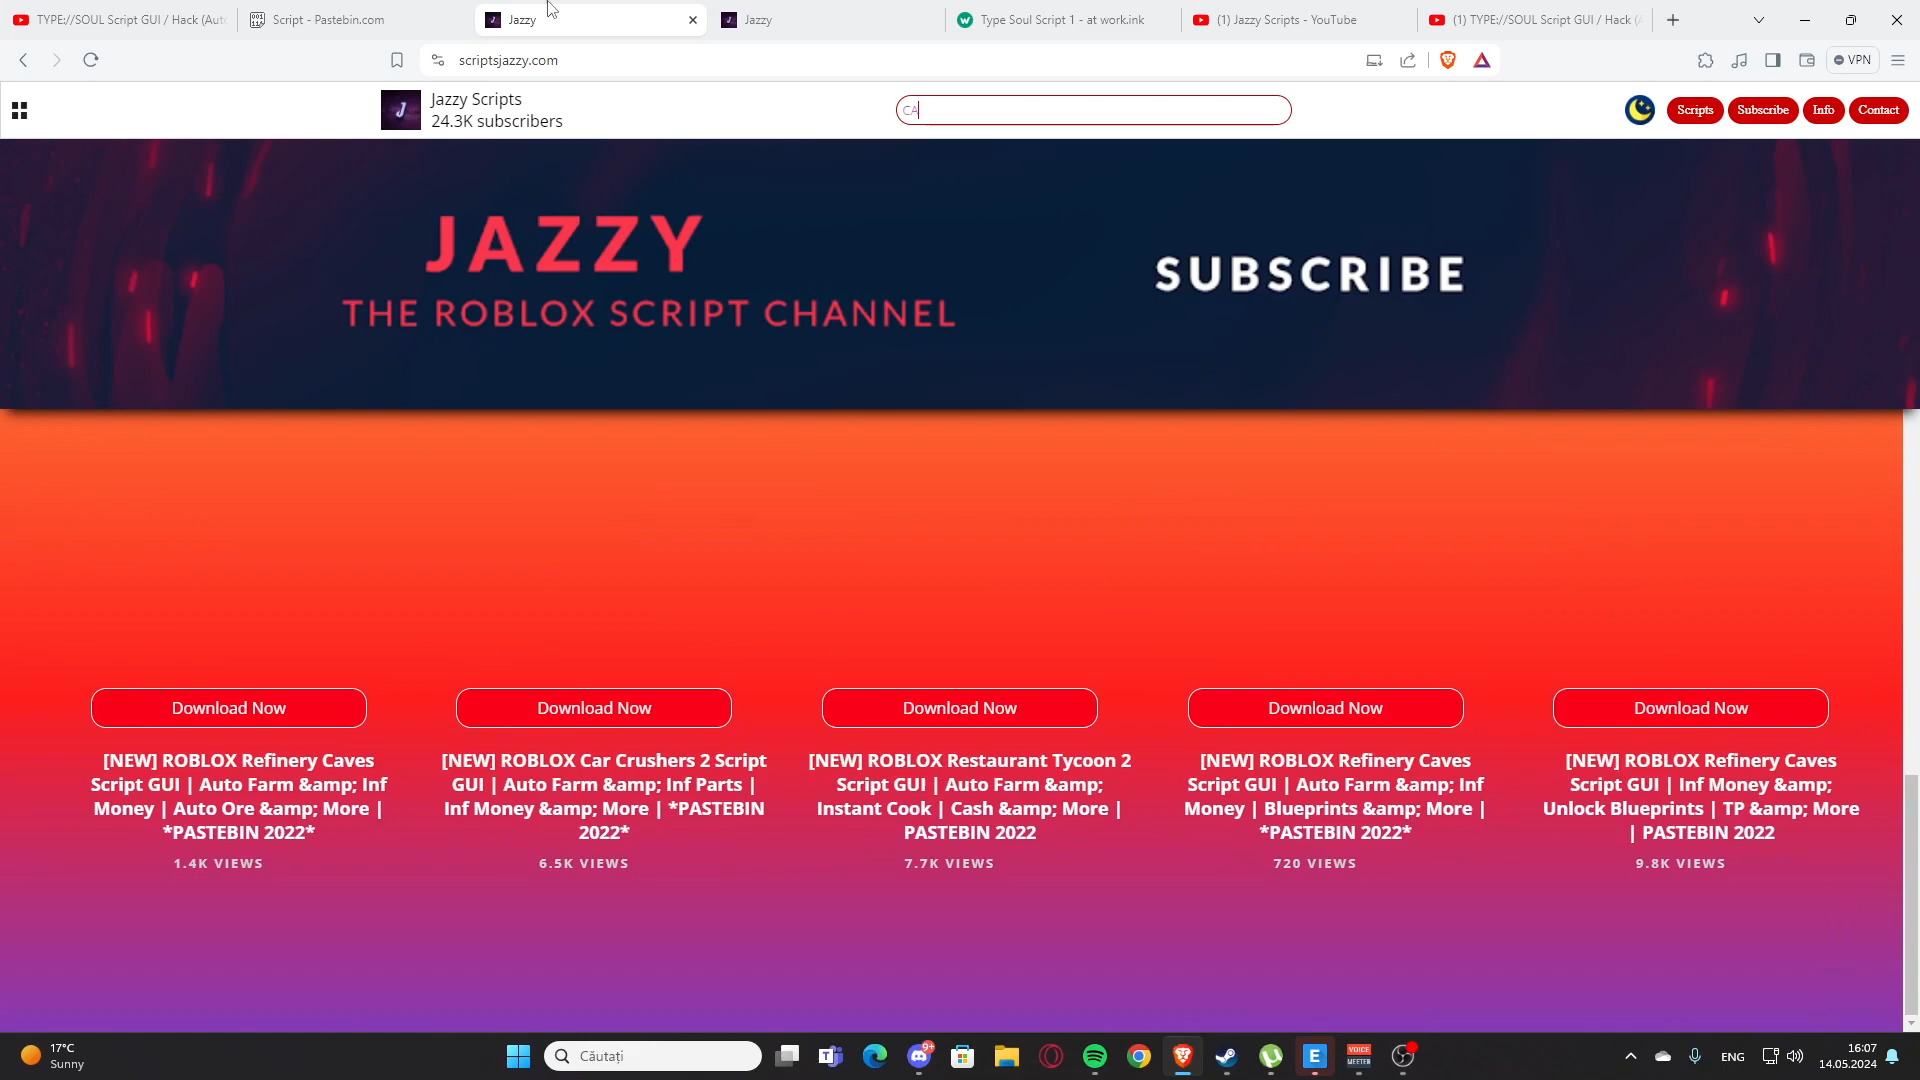 TYPE://SOUL Script GUI / Hack (Aut
Script - Pastebin.com
Jazzy
Jazzy
Type Soul Script 1 - at work.ink
(1) Jazzy Scripts - YouTube
(1) TYPE://SOUL Script GUI / Hack (A
scriptsjazzy.com
VPN
Jazzy Scripts
24.3K subscribers
CA
Scripts
Subscribe
Info
Contact
JAZZY
THE ROBLOX SCRIPT CHANNEL
SUBSCRIBE
Download Now
Download Now
Download Now
Download Now
Download Now
[NEW] ROBLOX Refinery Caves
Script GUI | Auto Farm &amp; Inf
Money | Auto Ore &amp; More |
*PASTEBIN 2022*
1.4K VIEWS
[NEW] ROBLOX Car Crushers 2 Script
GUI | Auto Farm &amp; Inf Parts |
Inf Money &amp; More | *PASTEBIN
2022*
6.5K VIEWS
[NEW] ROBLOX Restaurant Tycoon 2
Script GUI | Auto Farm &amp;
Instant Cook | Cash &amp; More |
PASTEBIN 2022
7.7K VIEWS
[NEW] ROBLOX Refinery Caves
Script GUI | Auto Farm &amp; Inf
Money | Blueprints &amp; More |
*PASTEBIN 2022*
720 VIEWS
[NEW] ROBLOX Refinery Caves
Script GUI | Inf Money &amp;
Unlock Blueprints | TP &amp; More
| PASTEBIN 2022
9.8K VIEWS
17°C
Sunny
Căutați
9+
E
VOICE
MEETER
ENG
16:07
14.05.2024